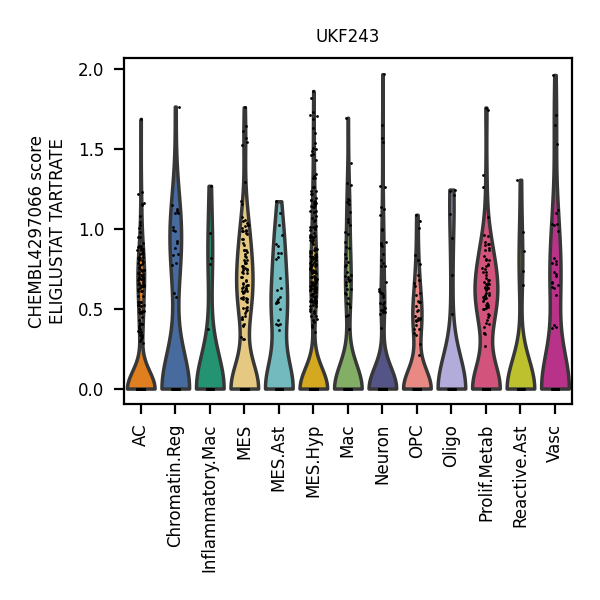 UKF243
CHEMBL4297066 score
ELIGLUSTAT TARTRATE
2.0
1.5
1.0
0.5
0.0
AC
Chromatin.Reg
Inflammatory.Mac
MES
MES.Ast
MES.Hyp
Mac
Neuron
OPC
Oligo
Prolif.Metab
Reactive.Ast
Vasc